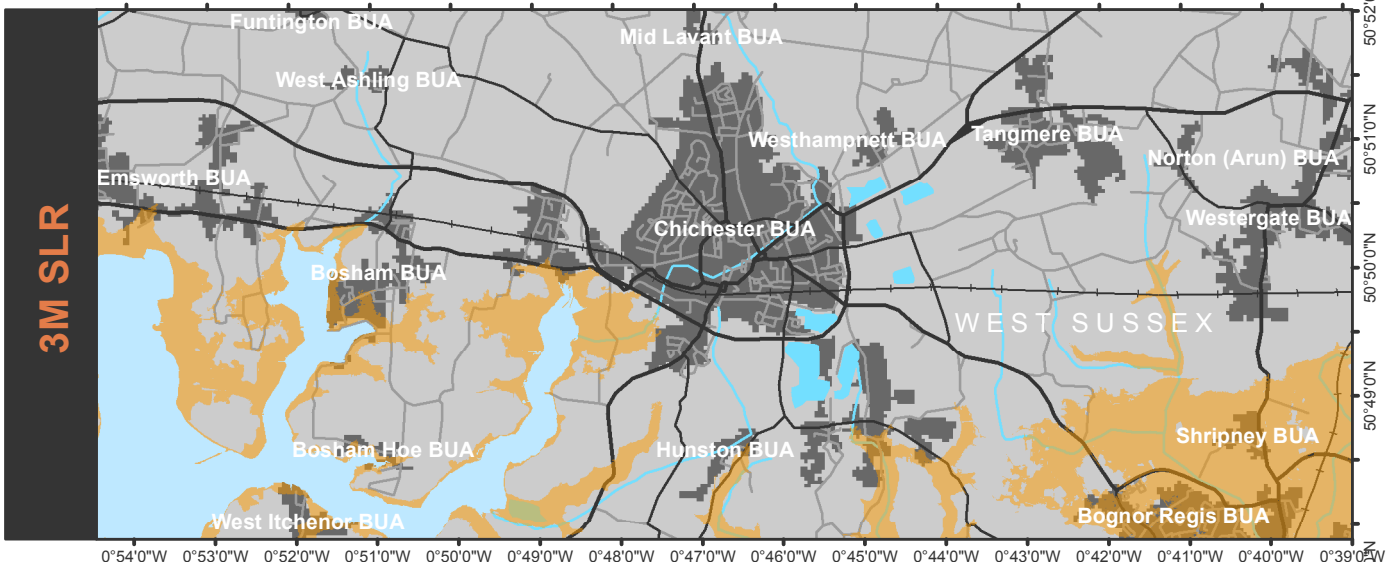 3M SLR
Funtington BUA
Mid Lavant BUA
West Ashling BUA
Westhampnett BUA
Tangmere BUA
Norton (Arun) BUA
Emsworth BUA
Westergate BUA
Chichester BUA
Bosham BUA
WEST SUSSEX
Shripney BUA
Bosham Hoe BUA
Hunston BUA
West Itchenor BUA
Bognor Regis BUA
50°51'0"N
50°50'0"N
50°49'0"N
0°54'0"W
0°53'0"W
0°52'0"W
0°51'0"W
0°50'0"W
0°49'0"W
0°48'0"W
0°47'0"W
0°46'0"W
0°45'0"W
0°44'0"W
0°43'0"W
0°42'0"W
0°41'0"W
0°40'0"W
0°39'0"W